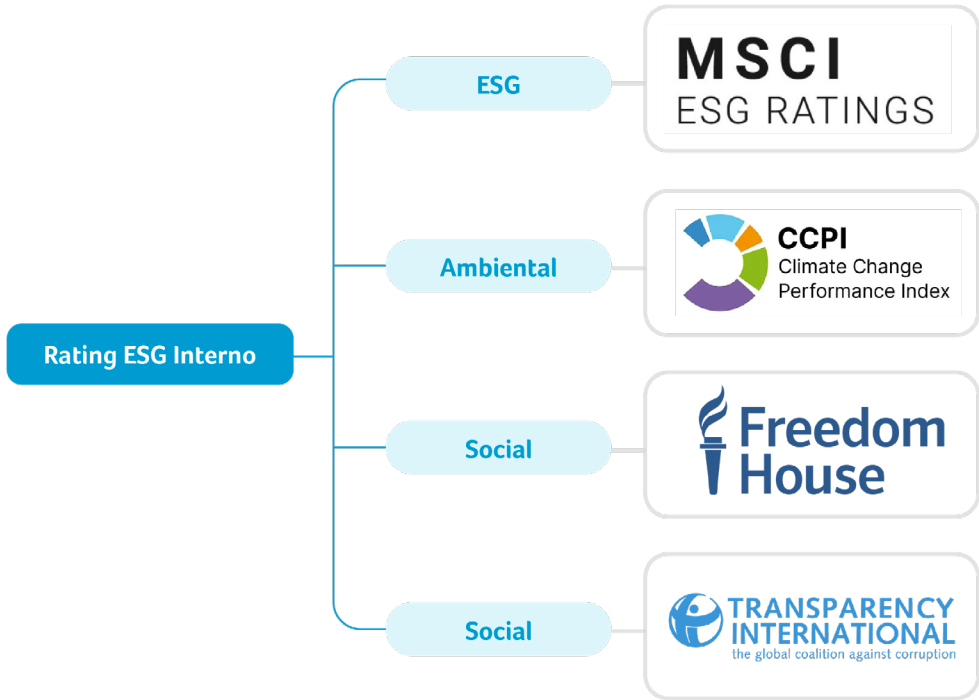 ESG
MSCI
ESG RATINGS
Ambiental
CCPI
Climate Change
Performance Index
Rating ESG Interno
Social
Freedom
House
Social
TRANSPARENCY
INTERNATIONAL
the global coalition against corruption